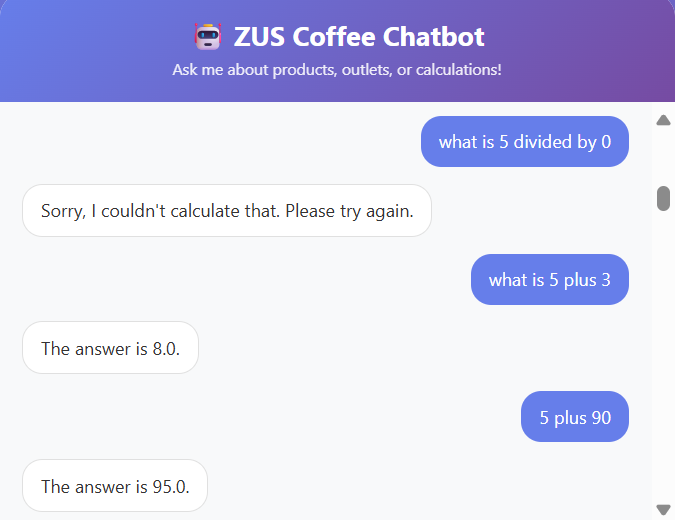 ZUS Coffee Chatbot
Ask me about products, outlets, or calculations!
what is 5 divided by 0
Sorry, I couldn't calculate that. Please try again.
what is 5 plus 3
The answer is 8.0.
5 plus 90
The answer is 95.0.